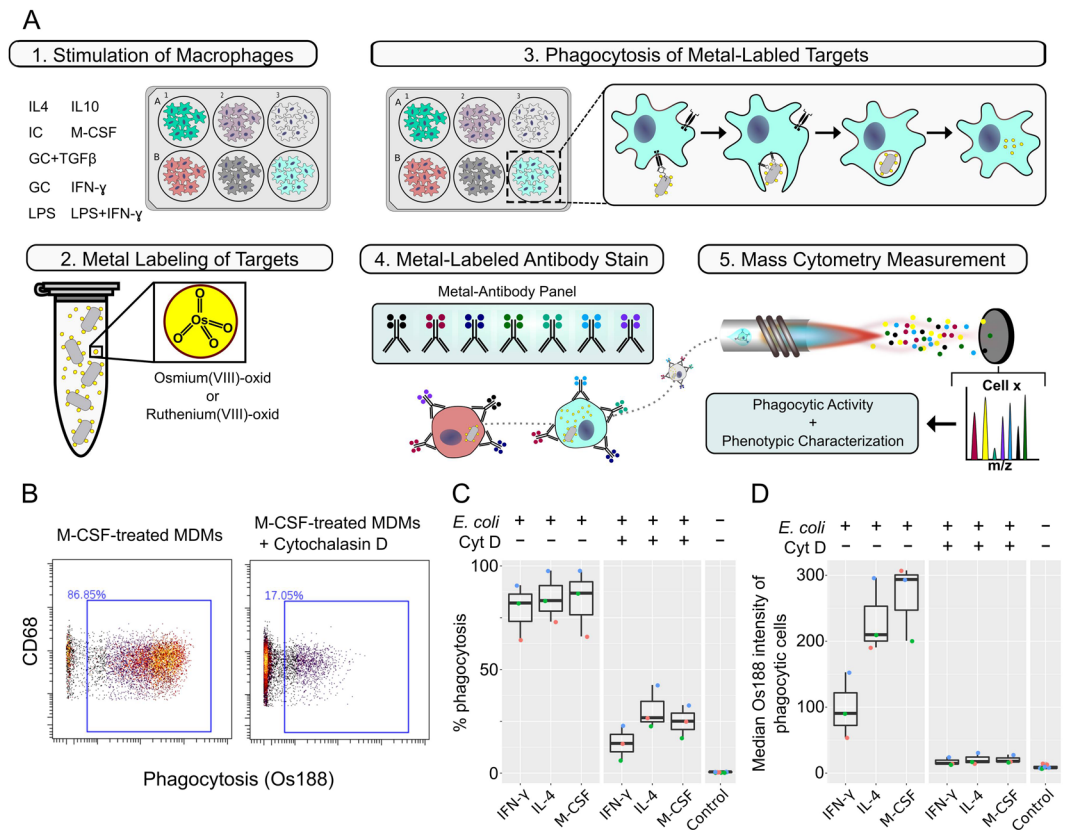 A
1. Stimulation of Macrophages
IL4 IL10
IC M-CSF
GC+TGFβ
GC IFN-ɣ
LPS LPS+IFN-ɣ
1 2 3
A
B
3. Phagocytosis of Metal-Labled Targets
1 2 3
A
B
2. Metal Labeling of Targets
O
O Os O
O
Osmium(VIII)-oxid
or
Ruthenium(VIII)-oxid
4. Metal-Labeled Antibody Stain
Metal-Antibody Panel
5. Mass Cytometry Measurement
Cell x
m/z
Phagocytic Activity
+
Phenotypic Characterization
B
M-CSF-treated MDMs
M-CSF-treated MDMs
+ Cytochalasin D
86.85%
17.05%
CD68
Phagocytosis (Os188)
C
E. coli + + + + + + −
Cyt D − − − + + + −
% phagocytosis
100
50
0
IFN-γ IL-4 M-CSF IFN-γ IL-4 M-CSF Control
D
E. coli + + + + + + −
Cyt D − − − + + + −
Median Os188 intensity of
phagocytic cells
300
200
100
0
IFN-γ IL-4 M-CSF IFN-γ IL-4 M-CSF Control